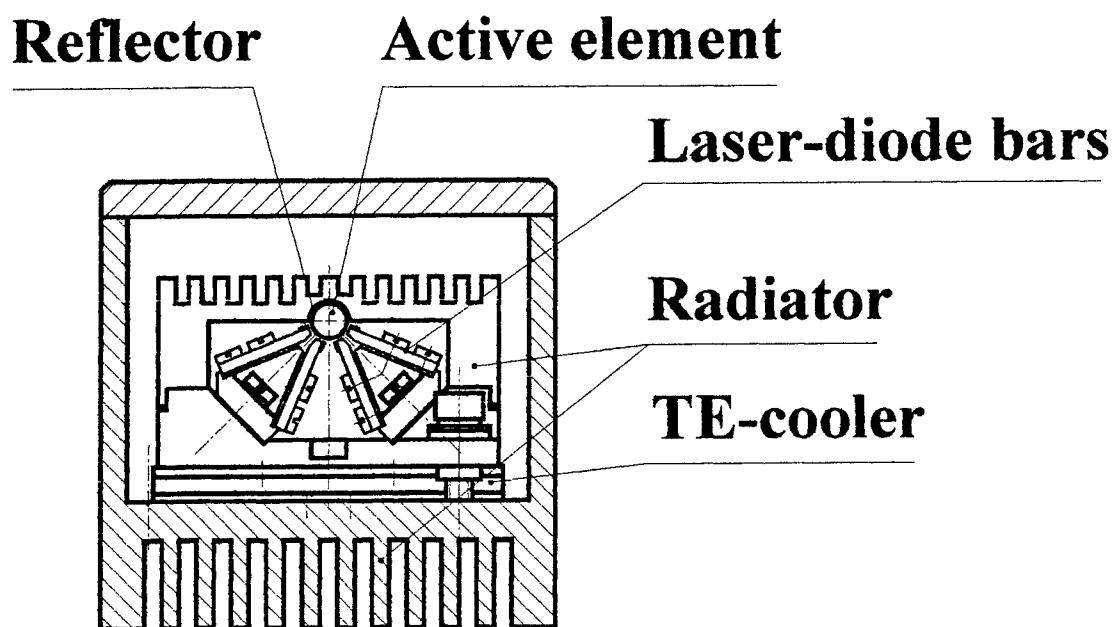 Reflector
Active element
Laser-diode bars
Radiator
TE-cooler